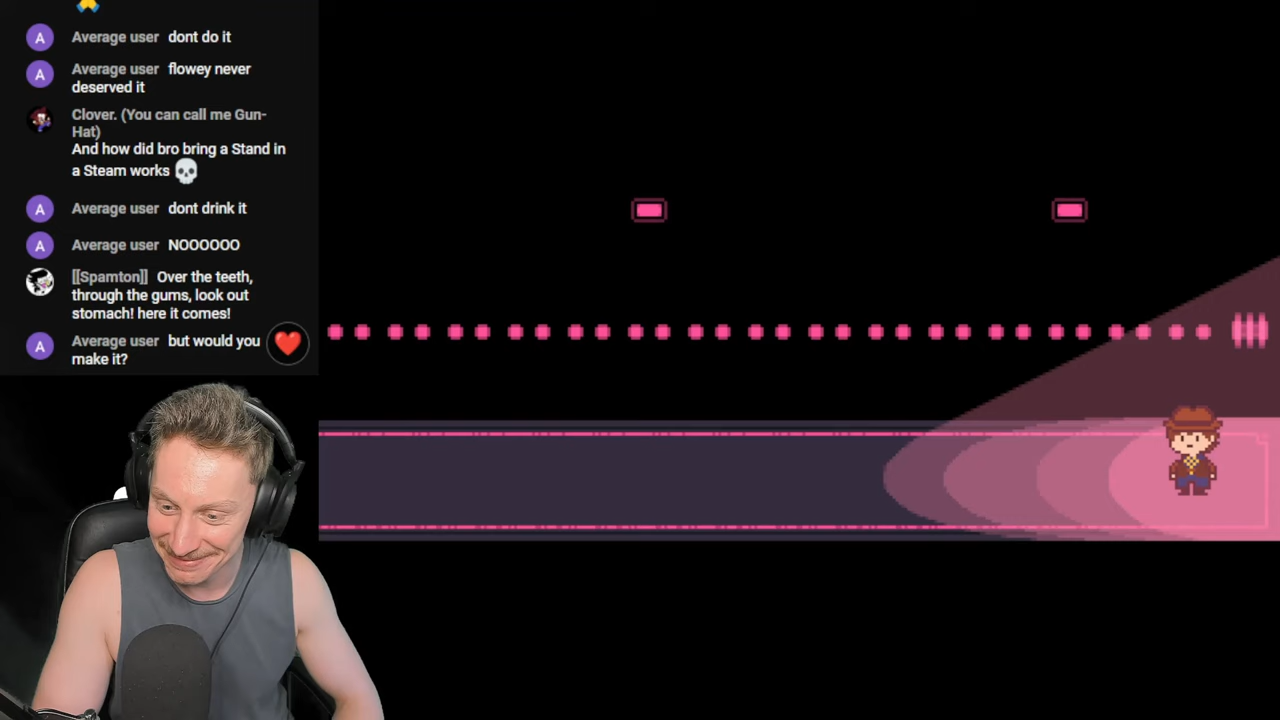 A Average user dont do it
A Average user flowey never
deserved it
Clover. (You can call me Gun-
Hat)
And how did bro bring a Stand in
a Steam works 💀
A Average user dont drink it
A Average user NOOOOOO
[[Spamton]] Over the teeth,
through the gums, look out
stomach! here it comes!
A Average user but would you
make it?